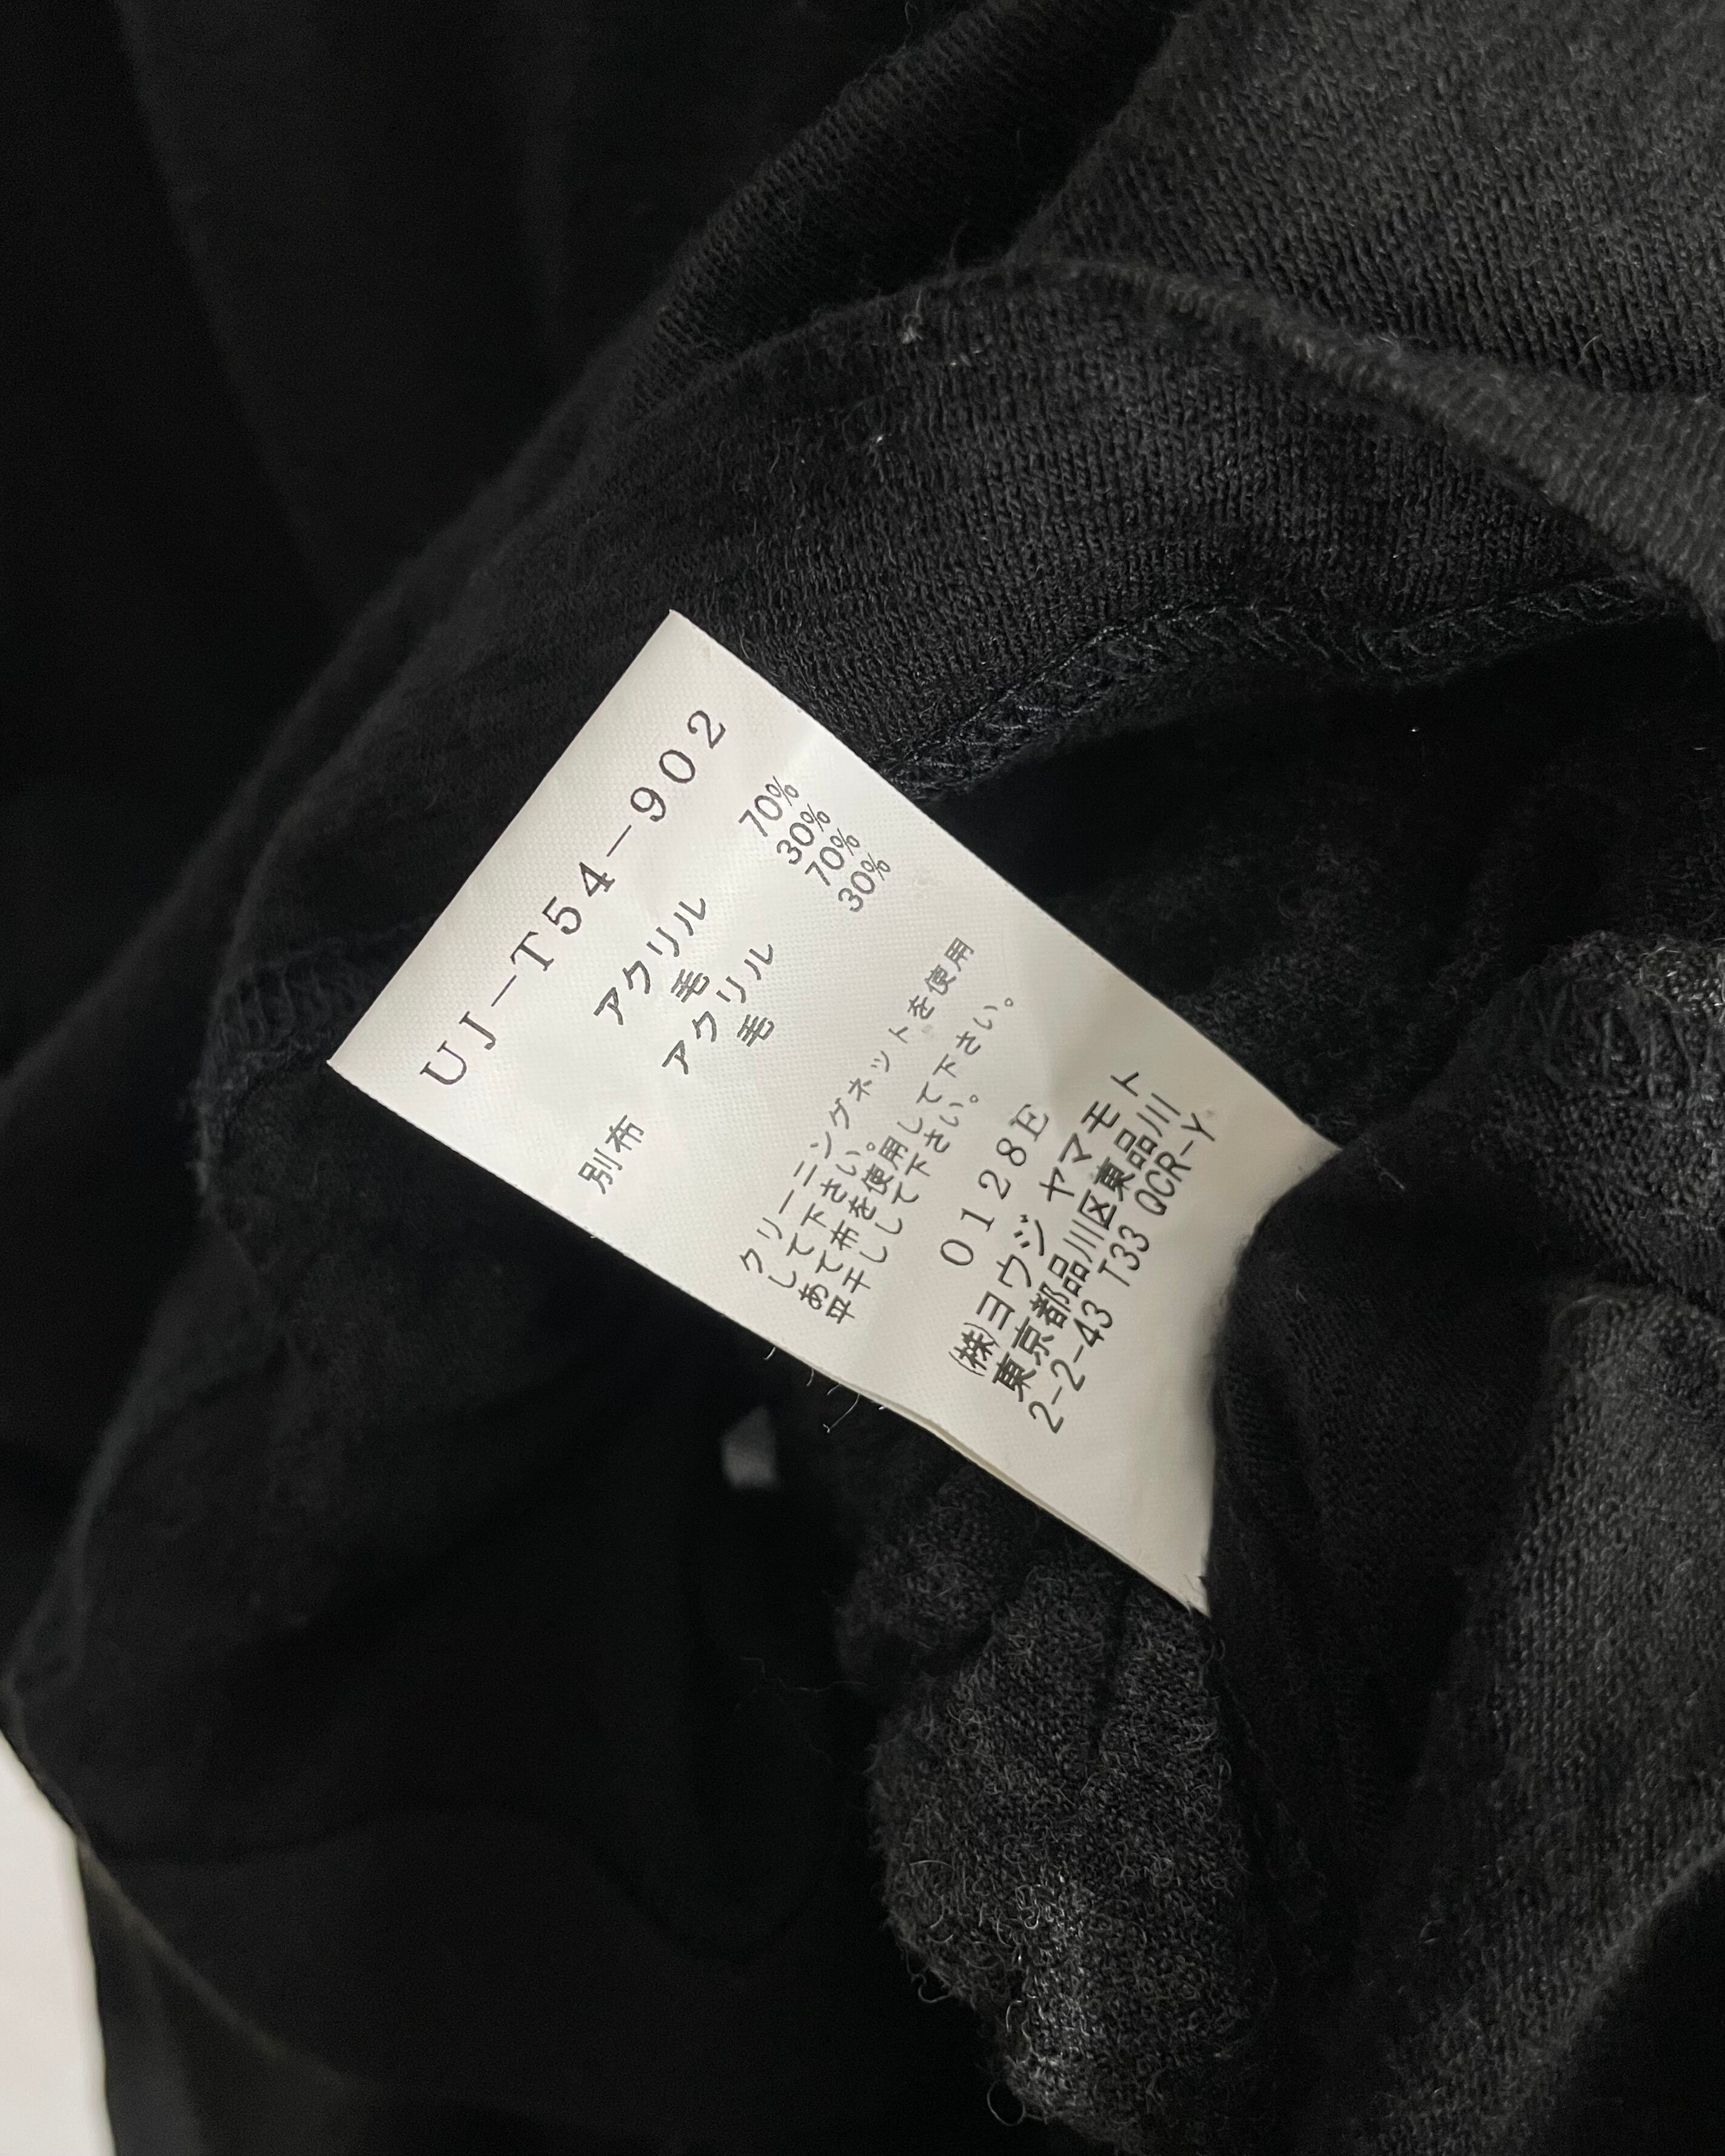 UJ-T54-902
アクリル 70%
毛 30%
別布 アクリル 70%
毛 30%
クリーニングネットを使用
して下さい。
あて布を使用して下さい。
平干しして下さい。
0128E
㈱ヨウジ ヤマモト
東京都品川区東品川
2-2-43 T33 QCR-Y